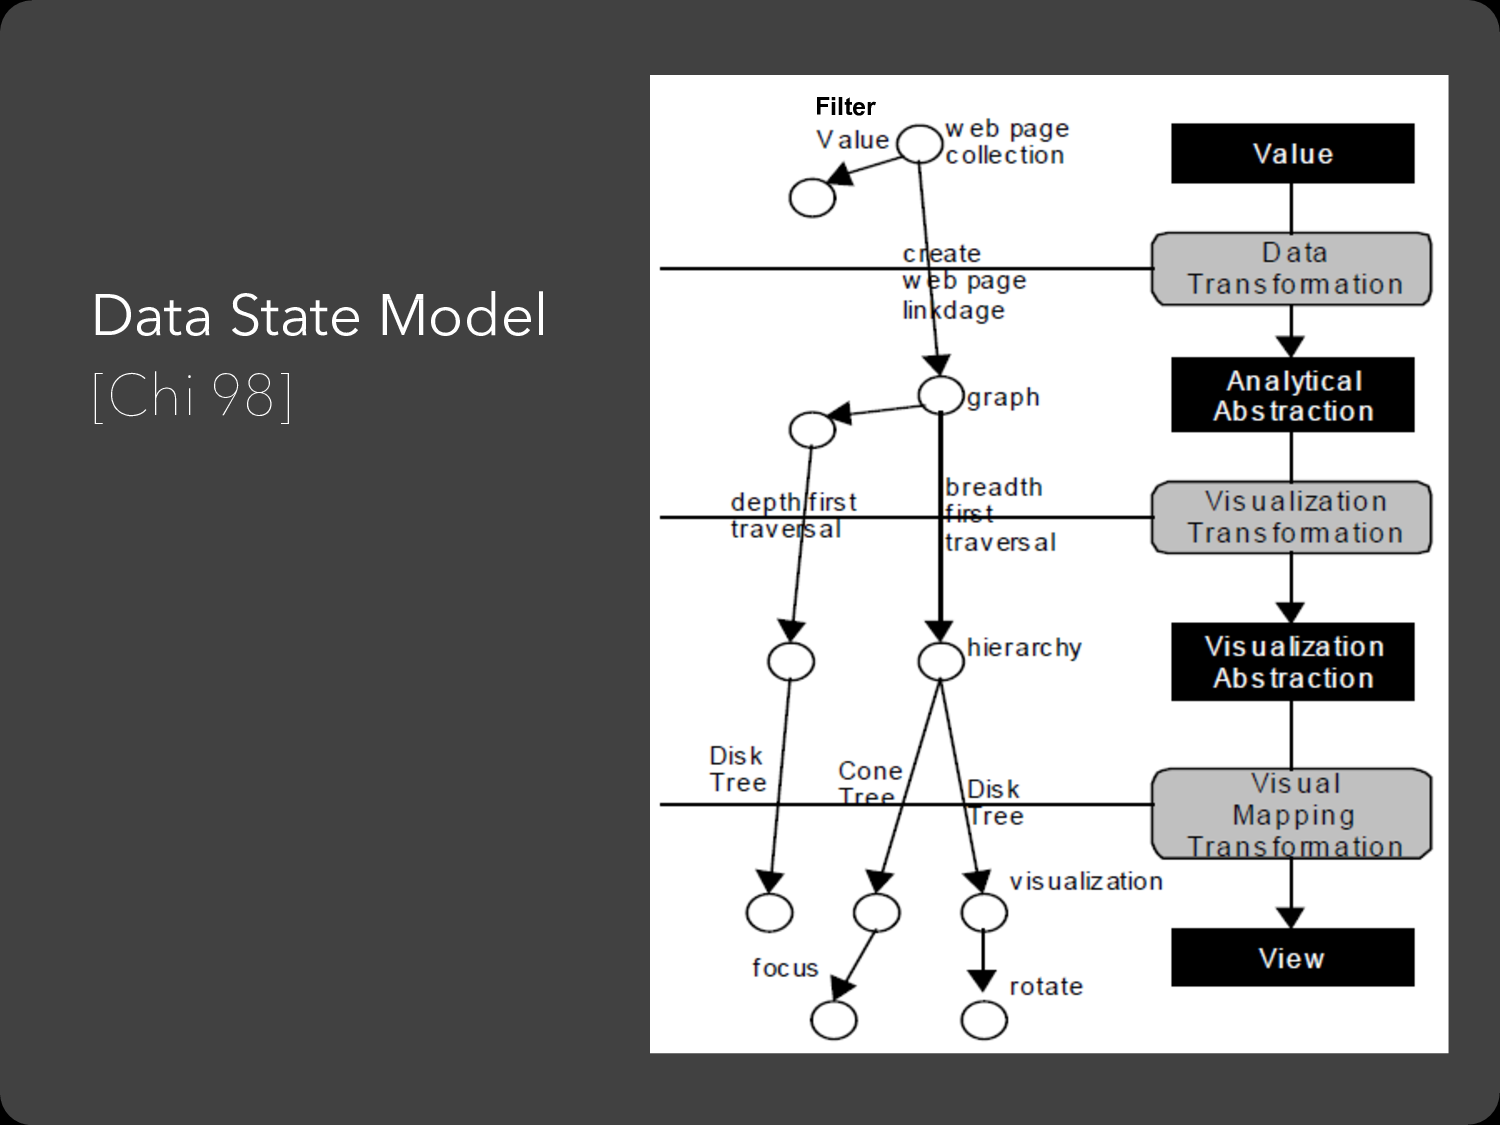 Data State Model
[Chi 98]
Filter
Value
web page
collection
create
web page
linkdage
graph
depth first
traversal
breadth
first
traversal
hierarchy
Disk
Tree
Cone
Tree
Disk
Tree
visualization
focus
rotate
Value
Data
Transformation
Analytical
Abstraction
Visualization
Transformation
Visualization
Abstraction
Visual
Mapping
Transformation
View